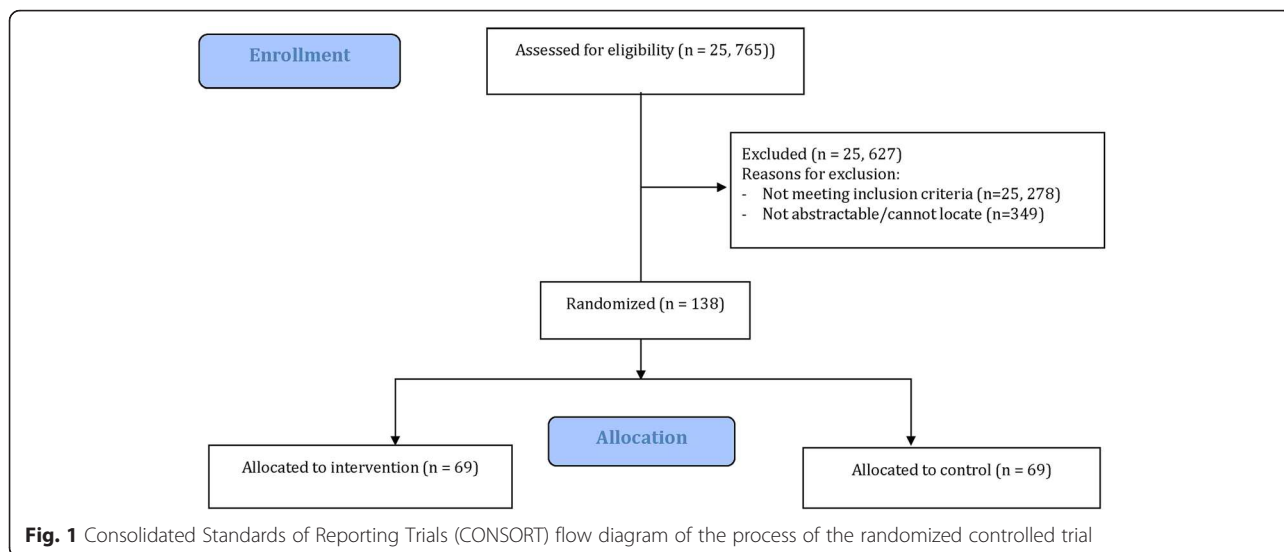 Enrollment
Assessed for eligibility (n = 25, 765))
Excluded (n = 25, 627)
Reasons for exclusion:
- Not meeting inclusion criteria (n=25, 278)
- Not abstractable/cannot locate (n=349)
Randomized (n = 138)
Allocation
Allocated to intervention (n = 69)
Allocated to control (n = 69)
Fig. 1 Consolidated Standards of Reporting Trials (CONSORT) flow diagram of the process of the randomized controlled trial